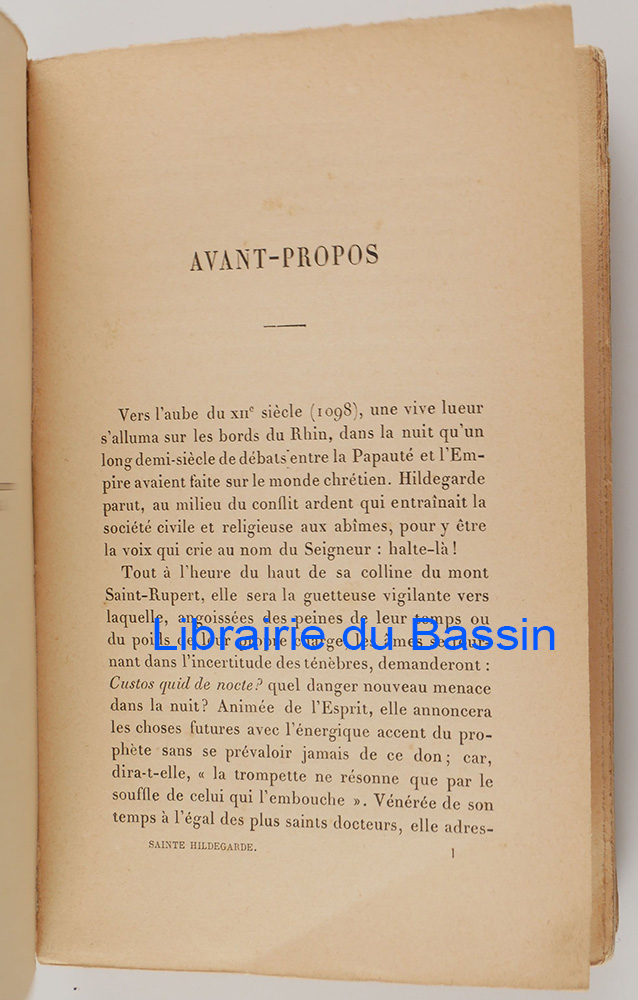 AVANT-PROPOS
Vers l'aube du XIIe siècle (1098), une vive lueur
s'alluma sur les bords du Rhin, dans la nuit qu'un
long demi-siècle de débats entre la Papauté et l'Em-
pire avaient faite sur le monde chrétien. Hildegarde
parut, au milieu du conflit ardent qui entraînait la
société civile et religieuse aux abîmes, pour y être
la voix qui crie au nom du Seigneur : halte-là !
Tout à l'heure du haut de sa colline du mont
Saint-Rupert, elle sera la guetteuse vigilante vers
laquelle, angoissées des peines de leur temps ou
Librairie du Bassin
du poids de leur propre charge, les âmes se tour-
nant dans l'incertitude des ténèbres, demanderont :
Custos quid de nocte? quel danger nouveau menace
dans la nuit? Animée de l'Esprit, elle annoncera
les choses futures avec l'énergique accent du pro-
phète sans se prévaloir jamais de ce don; car,
dira-t-elle, « la trompette ne résonne que par le
souffle de celui qui l'embouche ». Vénérée de son
temps à l'égal des plus saints docteurs, elle adres-
SAINTE HILDEGARDE.
1